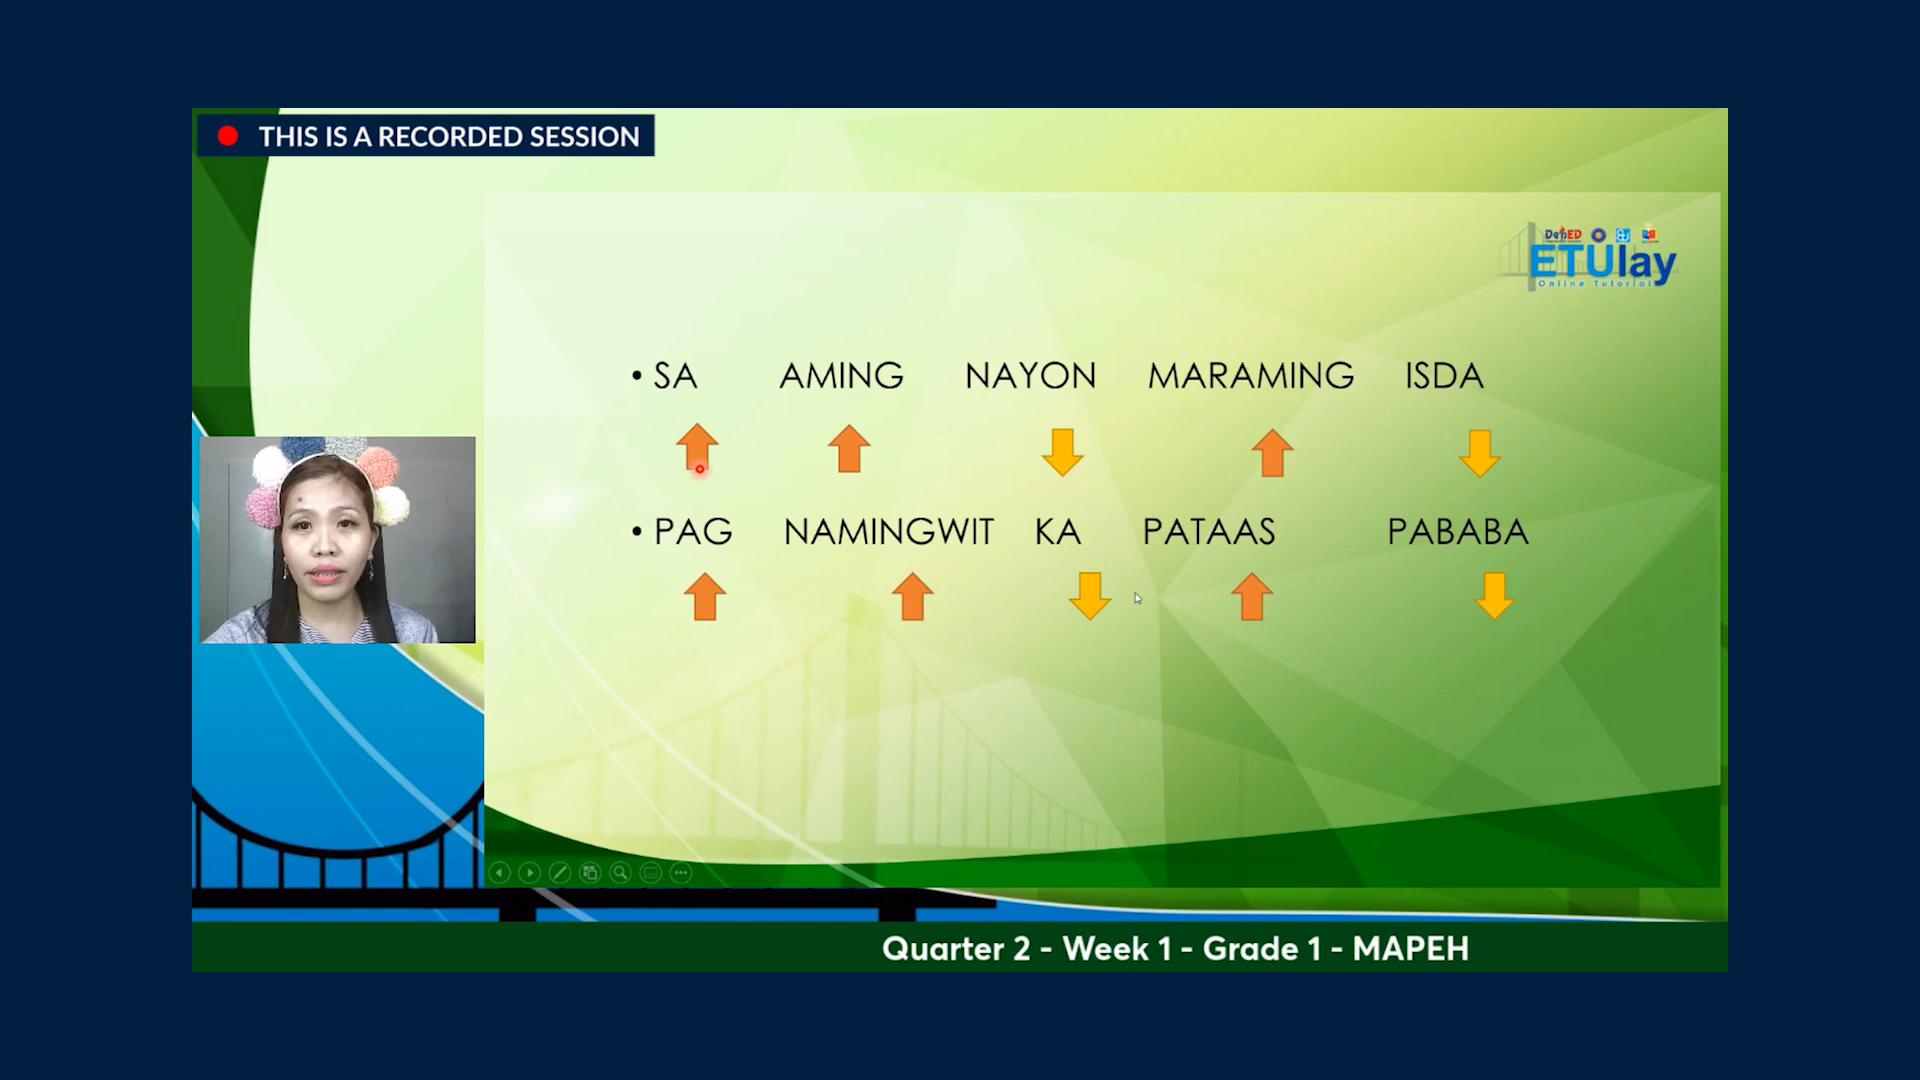 THIS IS A RECORDED SESSION
DepED
ETUlay
Online Tutorial
• SA AMING NAYON MARAMING ISDA
• PAG NAMINGWIT KA PATAAS PABABA
Quarter 2 - Week 1 - Grade 1 - MAPEH